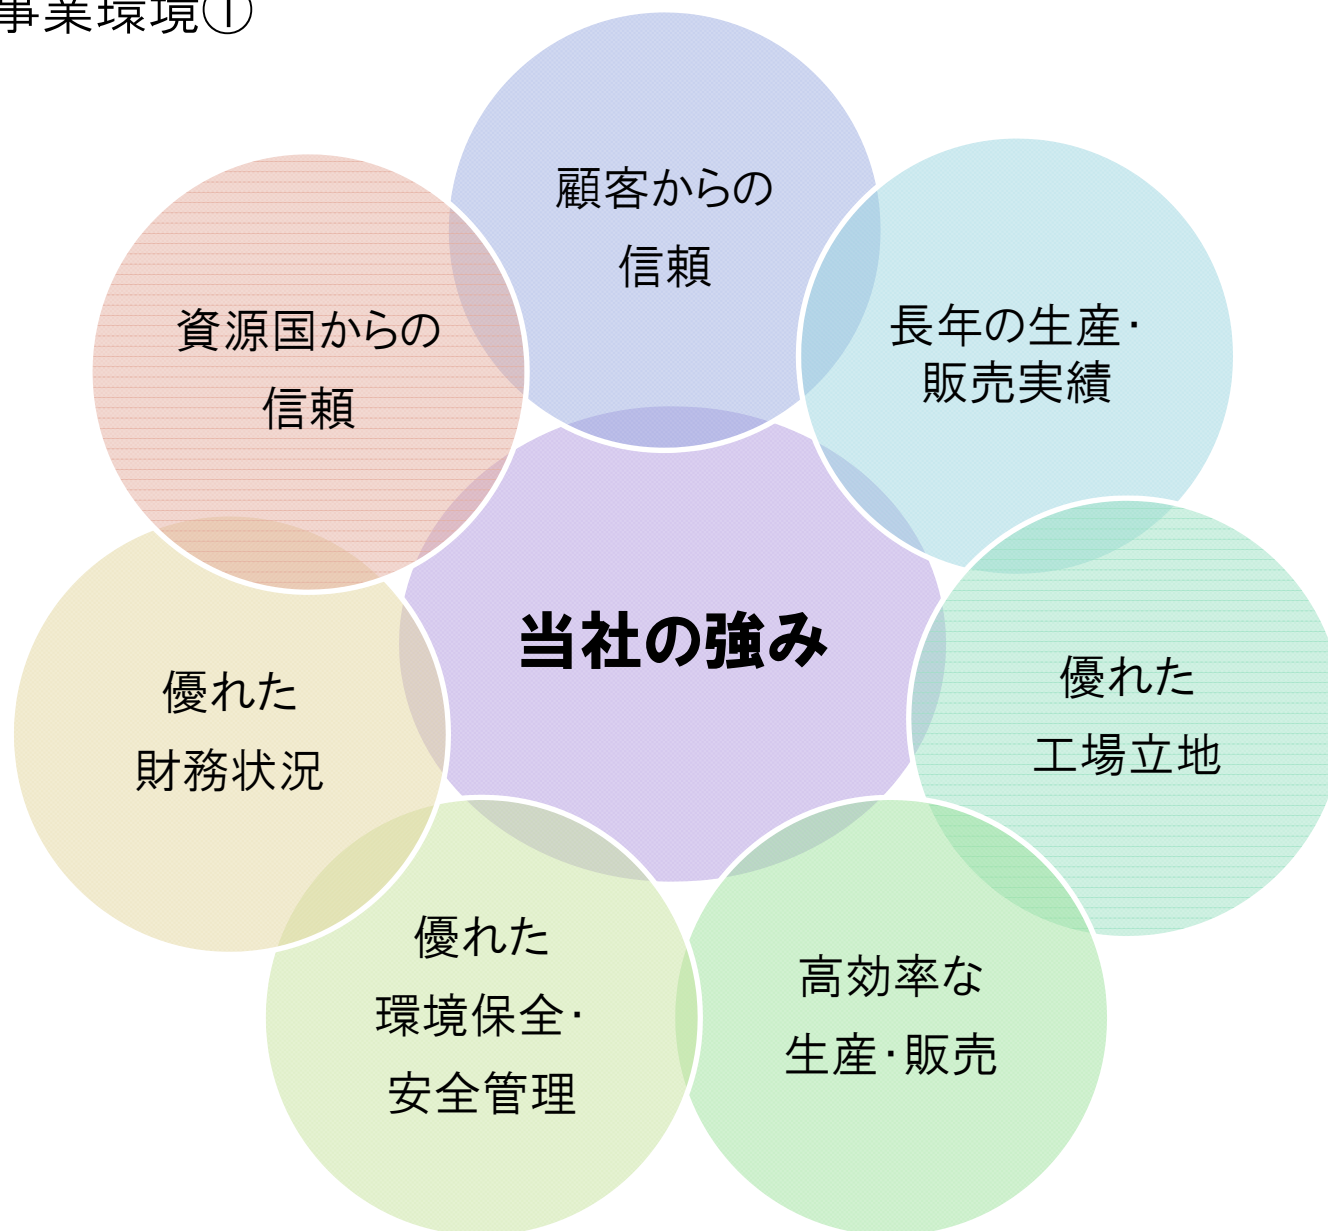 事業環境①
顧客からの
信頼
長年の生産・
販売実績
資源国からの
信頼
当社の強み
優れた
工場立地
優れた
財務状況
優れた
環境保全・
安全管理
高効率な
生産・販売